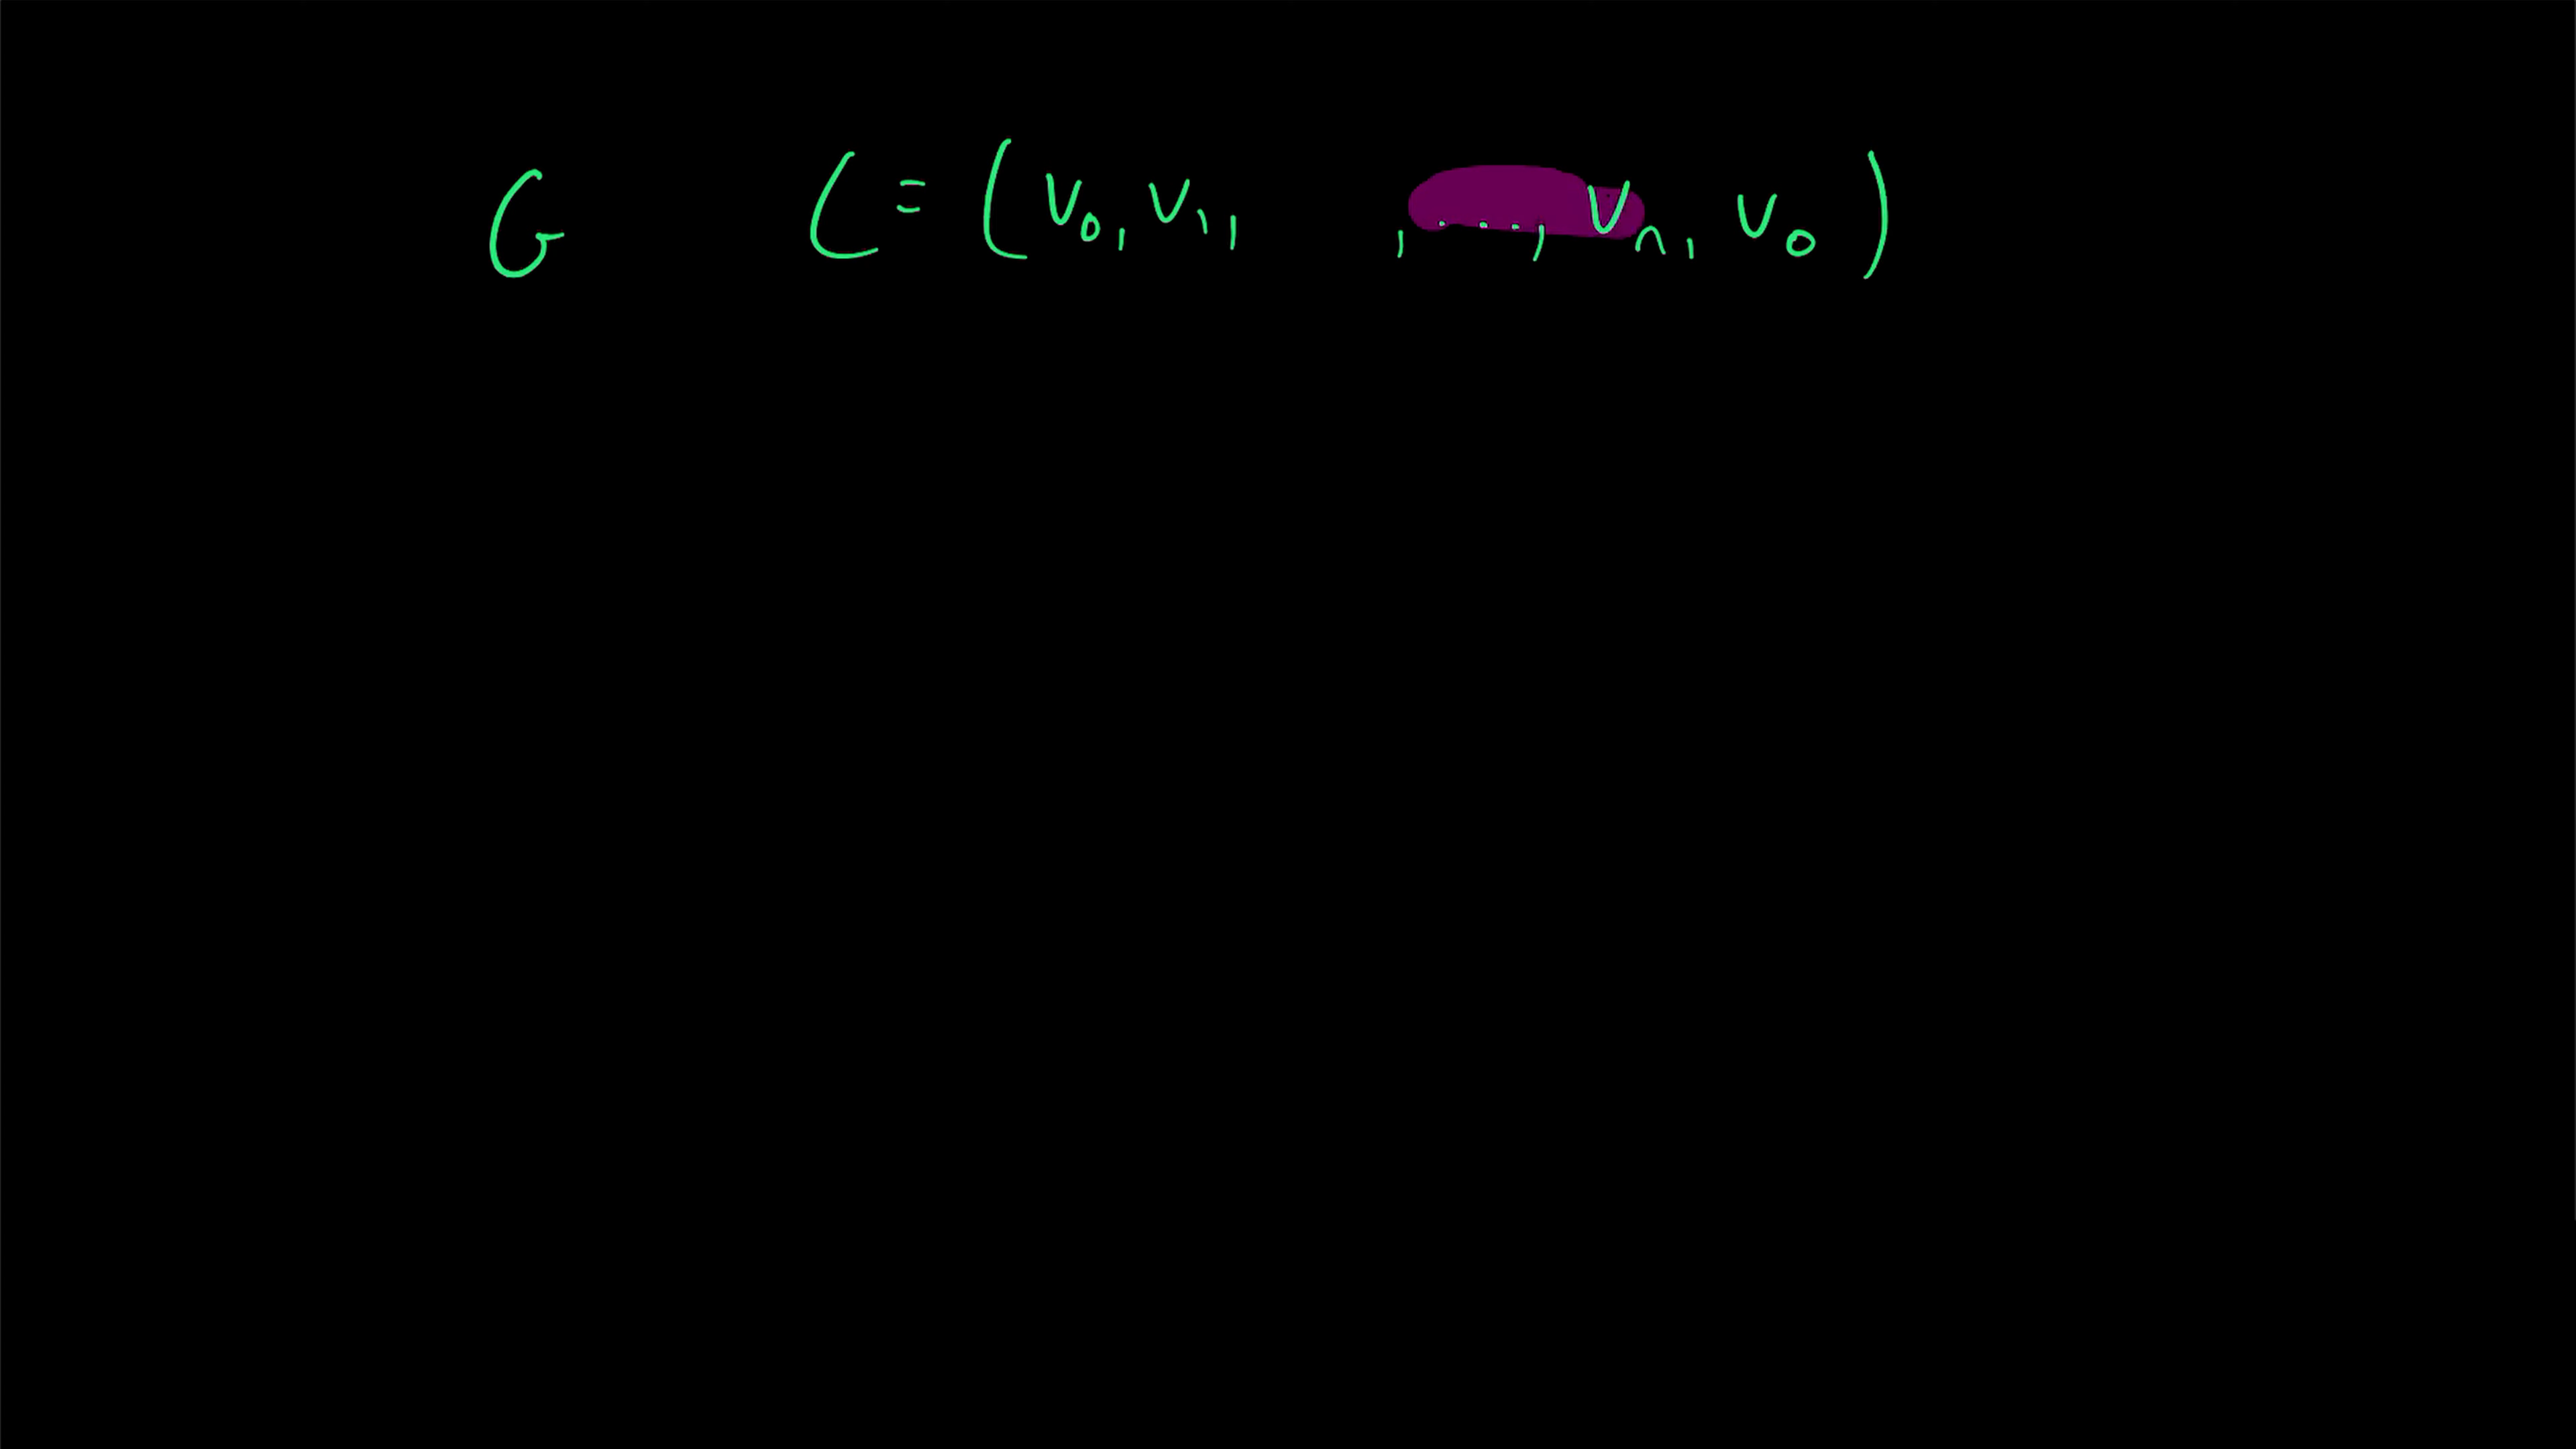 G C = (v₀, v₁, , ..., vₙ, v₀)